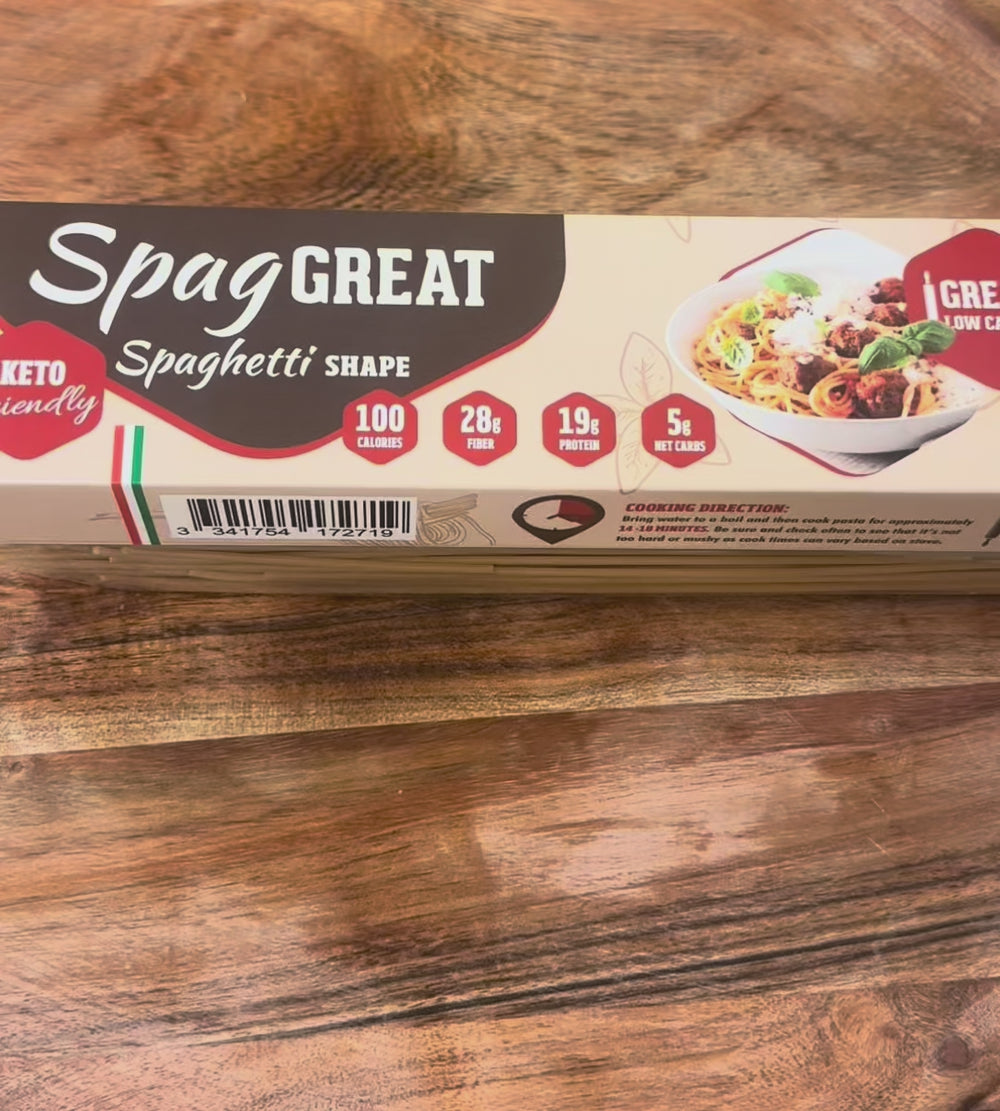 Spag GREAT
Spaghetti SHAPE
KETO
iendly
100
CALORIES
28g
FIBER
19g
PROTEIN
5g
NET CARBS
GRE
LOW CA
3 341754 172719
COOKING DIRECTION:
Bring water to a boil and then cook pasta for approximately
14 -18 MINUTES. Be sure and check often to see that it's not
too hard or mushy as cook times can vary based on stove.